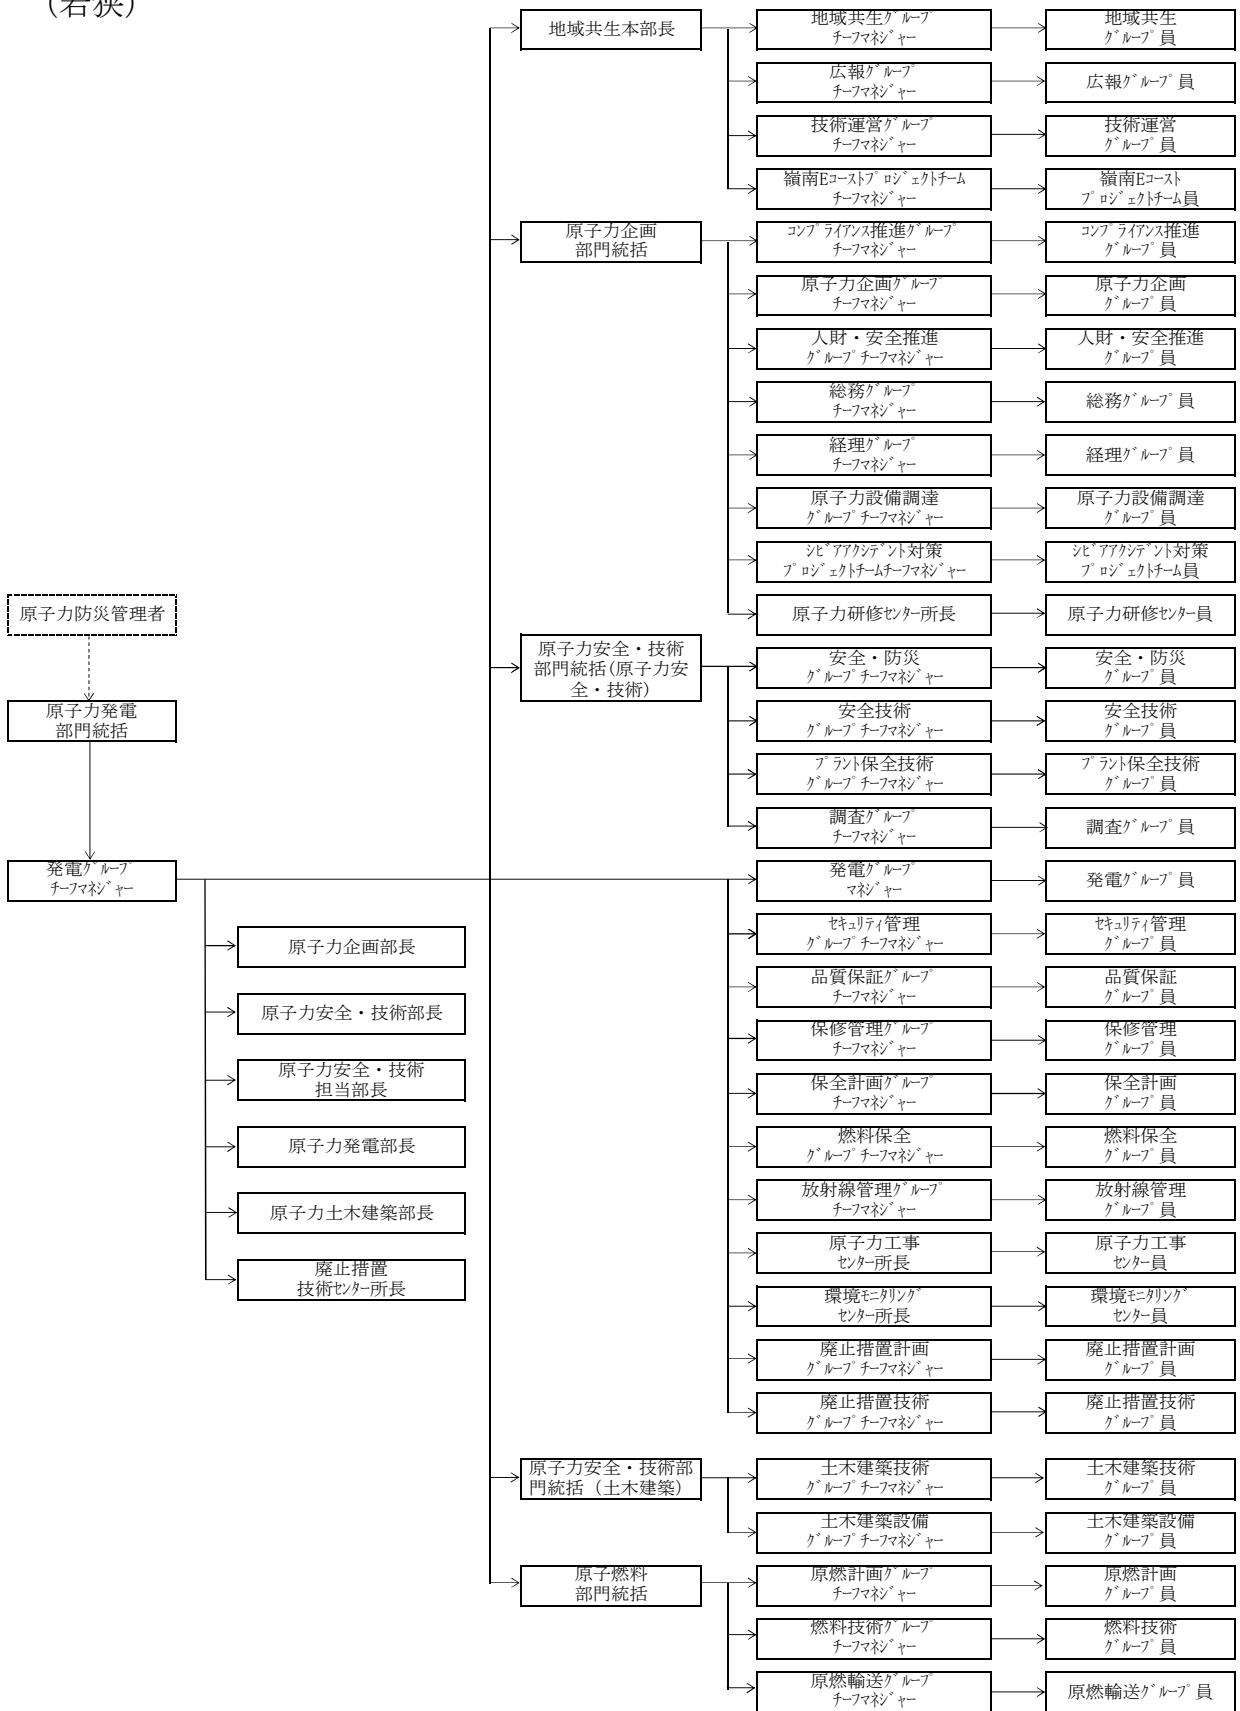 (若狭)
地域共生本部長
地域共生ｸﾞﾙｰﾌﾟ
ﾁｰﾌﾏﾈｼﾞｬｰ
地域共生
ｸﾞﾙｰﾌﾟ員
広報ｸﾞﾙｰﾌﾟ
ﾁｰﾌﾏﾈｼﾞｬｰ
広報ｸﾞﾙｰﾌﾟ員
技術運営ｸﾞﾙｰﾌﾟ
ﾁｰﾌﾏﾈｼﾞｬｰ
技術運営
ｸﾞﾙｰﾌﾟ員
嶺南Eｺｰｽﾄﾌﾟﾛｼﾞｪｸﾄﾁｰﾑ
ﾁｰﾌﾏﾈｼﾞｬｰ
嶺南Eｺｰｽﾄ
ﾌﾟﾛｼﾞｪｸﾄﾁｰﾑ員
原子力企画
部門統括
ｺﾝﾌﾟﾗｲｱﾝｽ推進ｸﾞﾙｰﾌﾟ
ﾁｰﾌﾏﾈｼﾞｬｰ
ｺﾝﾌﾟﾗｲｱﾝｽ推進
ｸﾞﾙｰﾌﾟ員
原子力企画ｸﾞﾙｰﾌﾟ
ﾁｰﾌﾏﾈｼﾞｬｰ
原子力企画
ｸﾞﾙｰﾌﾟ員
人財・安全推進
ｸﾞﾙｰﾌﾟﾁｰﾌﾏﾈｼﾞｬｰ
人財・安全推進
ｸﾞﾙｰﾌﾟ員
総務ｸﾞﾙｰﾌﾟ
ﾁｰﾌﾏﾈｼﾞｬｰ
総務ｸﾞﾙｰﾌﾟ員
経理ｸﾞﾙｰﾌﾟ
ﾁｰﾌﾏﾈｼﾞｬｰ
経理ｸﾞﾙｰﾌﾟ員
原子力設備調達
ｸﾞﾙｰﾌﾟﾁｰﾌﾏﾈｼﾞｬｰ
原子力設備調達
ｸﾞﾙｰﾌﾟ員
ｼﾋﾞｱｱｸｼﾃﾞﾝﾄ対策
ﾌﾟﾛｼﾞｪｸﾄﾁｰﾑﾁｰﾌﾏﾈｼﾞｬｰ
ｼﾋﾞｱｱｸｼﾃﾞﾝﾄ対策
ﾌﾟﾛｼﾞｪｸﾄﾁｰﾑ員
原子力研修ｾﾝﾀｰ所長
原子力研修ｾﾝﾀｰ員
原子力防災管理者
原子力発電
部門統括
原子力安全・技術
部門統括(原子力安
全・技術)
安全・防災
ｸﾞﾙｰﾌﾟﾁｰﾌﾏﾈｼﾞｬｰ
安全・防災
ｸﾞﾙｰﾌﾟ員
安全技術
ｸﾞﾙｰﾌﾟﾁｰﾌﾏﾈｼﾞｬｰ
安全技術
ｸﾞﾙｰﾌﾟ員
ﾌﾟﾗﾝﾄ保全技術
ｸﾞﾙｰﾌﾟﾁｰﾌﾏﾈｼﾞｬｰ
ﾌﾟﾗﾝﾄ保全技術
ｸﾞﾙｰﾌﾟ員
調査ｸﾞﾙｰﾌﾟ
ﾁｰﾌﾏﾈｼﾞｬｰ
調査ｸﾞﾙｰﾌﾟ員
発電ｸﾞﾙｰﾌﾟ
ﾁｰﾌﾏﾈｼﾞｬｰ
発電ｸﾞﾙｰﾌﾟ
ﾏﾈｼﾞｬｰ
発電ｸﾞﾙｰﾌﾟ員
原子力企画部長
原子力安全・技術部長
原子力安全・技術
担当部長
原子力発電部長
原子力土木建築部長
廃止措置
技術ｾﾝﾀｰ所長
ｾｷｭﾘﾃｨ管理
ｸﾞﾙｰﾌﾟﾁｰﾌﾏﾈｼﾞｬｰ
ｾｷｭﾘﾃｨ管理
ｸﾞﾙｰﾌﾟ員
品質保証ｸﾞﾙｰﾌﾟ
ﾁｰﾌﾏﾈｼﾞｬｰ
品質保証
ｸﾞﾙｰﾌﾟ員
保修管理ｸﾞﾙｰﾌﾟ
ﾁｰﾌﾏﾈｼﾞｬｰ
保修管理
ｸﾞﾙｰﾌﾟ員
保全計画ｸﾞﾙｰﾌﾟ
ﾁｰﾌﾏﾈｼﾞｬｰ
保全計画
ｸﾞﾙｰﾌﾟ員
燃料保全
ｸﾞﾙｰﾌﾟﾁｰﾌﾏﾈｼﾞｬｰ
燃料保全
ｸﾞﾙｰﾌﾟ員
放射線管理ｸﾞﾙｰﾌﾟ
ﾁｰﾌﾏﾈｼﾞｬｰ
放射線管理
ｸﾞﾙｰﾌﾟ員
原子力工事
ｾﾝﾀｰ所長
原子力工事
ｾﾝﾀｰ員
環境ﾓﾆﾀﾘﾝｸﾞ
ｾﾝﾀｰ所長
環境ﾓﾆﾀﾘﾝｸﾞ
ｾﾝﾀｰ員
廃止措置計画
ｸﾞﾙｰﾌﾟﾁｰﾌﾏﾈｼﾞｬｰ
廃止措置計画
ｸﾞﾙｰﾌﾟ員
廃止措置技術
ｸﾞﾙｰﾌﾟﾁｰﾌﾏﾈｼﾞｬｰ
廃止措置技術
ｸﾞﾙｰﾌﾟ員
原子力安全・技術部
門統括（土木建築）
土木建築技術
ｸﾞﾙｰﾌﾟﾁｰﾌﾏﾈｼﾞｬｰ
土木建築技術
ｸﾞﾙｰﾌﾟ員
土木建築設備
ｸﾞﾙｰﾌﾟﾁｰﾌﾏﾈｼﾞｬｰ
土木建築設備
ｸﾞﾙｰﾌﾟ員
原子燃料
部門統括
原燃計画ｸﾞﾙｰﾌﾟ
ﾁｰﾌﾏﾈｼﾞｬｰ
原燃計画
ｸﾞﾙｰﾌﾟ員
燃料技術ｸﾞﾙｰﾌﾟ
ﾁｰﾌﾏﾈｼﾞｬｰ
燃料技術
ｸﾞﾙｰﾌﾟ員
原燃輸送ｸﾞﾙｰﾌﾟ
ﾁｰﾌﾏﾈｼﾞｬｰ
原燃輸送ｸﾞﾙｰﾌﾟ員